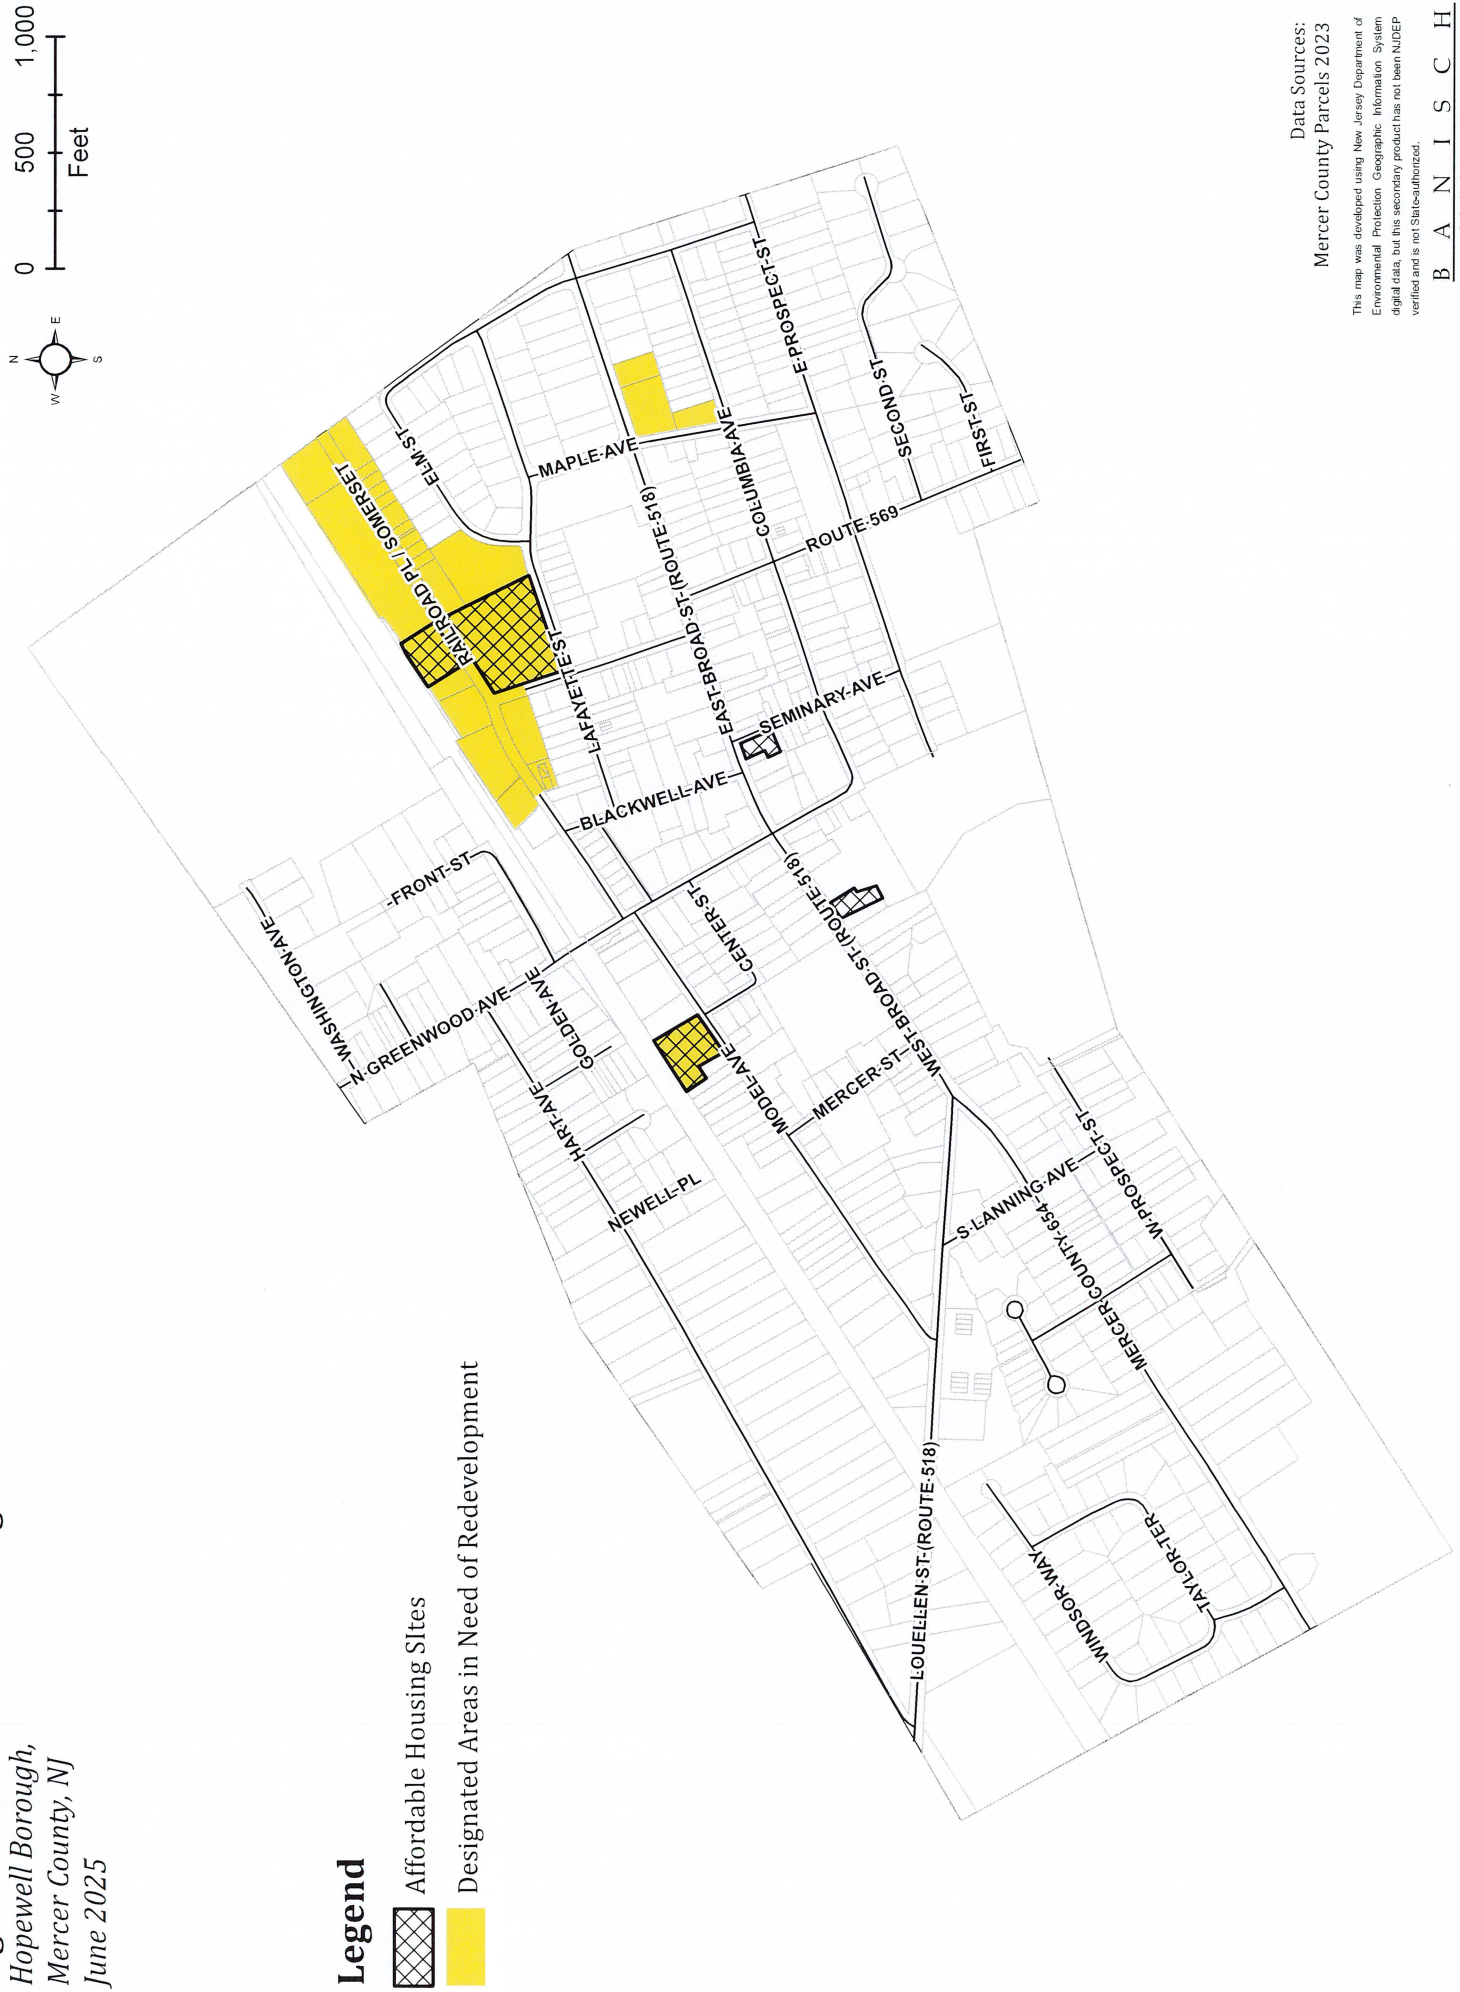 Hopewell Borough,
Mercer County, NJ
June 2025
0 500 1,000
Feet
N
W E
S
Legend
Affordable Housing SItes
Designated Areas in Need of Redevelopment
WASHINGTON AVE
N GREENWOOD AVE
FRONT ST
GOLDEN AVE
HART AVE
NEWELL PL
MODEL AVE
CENTER ST
MERCER ST
RAILROAD PL / SOMERSET
ELM ST
MAPLE AVE
LAFAYETTE ST
BLACKWELL AVE
EAST BROAD ST (ROUTE 518)
SEMINARY AVE
COLUMBIA AVE
E PROSPECT ST
ROUTE 569
SECOND ST
FIRST ST
WEST BROAD ST (ROUTE 518)
W PROSPECT ST
S LANNING AVE
MERCER COUNTY 654
LOUELLEN ST (ROUTE 518)
WINDSOR WAY
TAYLOR TER
Data Sources:
Mercer County Parcels 2023
This map was developed using New Jersey Department of
Environmental Protection Geographic Information System
digital data, but this secondary product has not been NJDEP
verified and is not State-authorized.
B A N I S C H